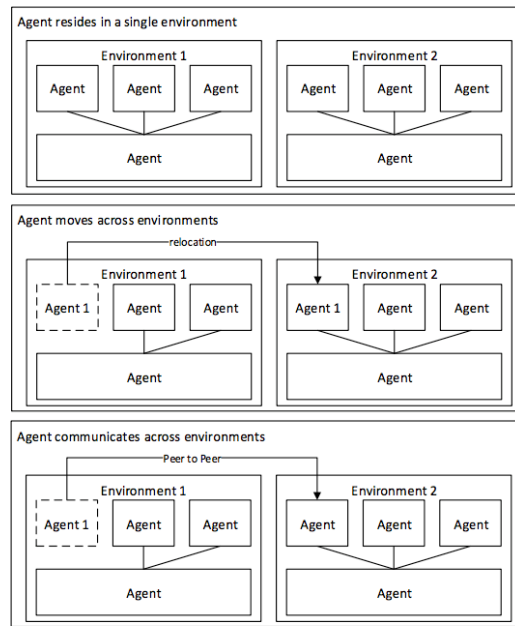 Agent resides in a single environment
Environment 1
Environment 2
Agent
Agent
Agent
Agent
Agent
Agent
Agent
Agent
Agent moves across environments
relocation
Environment 1
Environment 2
Agent 1
Agent
Agent
Agent 1
Agent
Agent
Agent
Agent
Agent communicates across environments
Peer to Peer
Environment 1
Environment 2
Agent 1
Agent
Agent
Agent
Agent
Agent
Agent
Agent